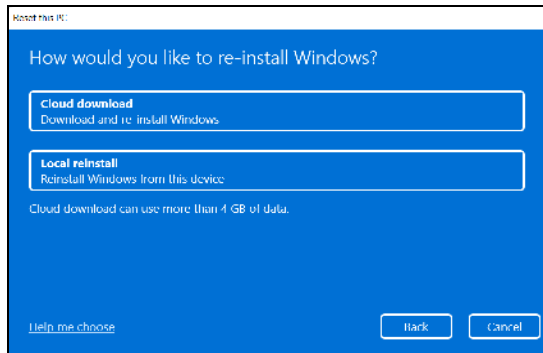 Reset this PC
How would you like to re-install Windows?
Cloud download
Download and re-install Windows
Local reinstall
Reinstall Windows from this device
Cloud download can use more than 4 GB of data.
Help me choose
Back
Cancel